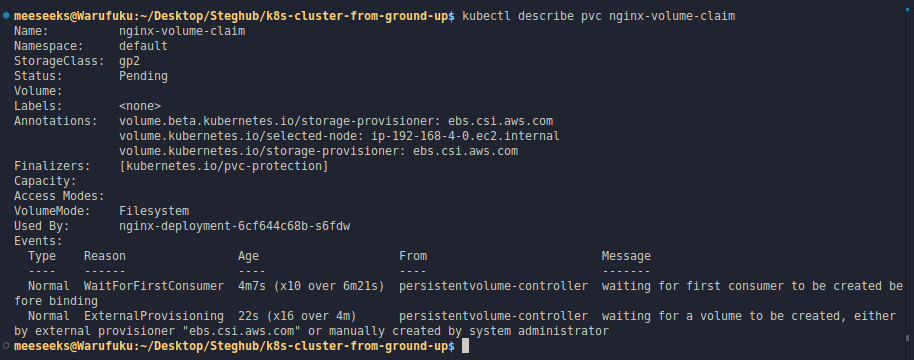 meeseeks@Warufuku:~/Desktop/Steghub/k8s-cluster-from-ground-up$ kubectl describe pvc nginx-volume-claim
Name:          nginx-volume-claim
Namespace:     default
StorageClass:  gp2
Status:        Pending
Volume:
Labels:        <none>
Annotations:   volume.beta.kubernetes.io/storage-provisioner: ebs.csi.aws.com
               volume.kubernetes.io/selected-node: ip-192-168-4-0.ec2.internal
               volume.kubernetes.io/storage-provisioner: ebs.csi.aws.com
Finalizers:    [kubernetes.io/pvc-protection]
Capacity:
Access Modes:
VolumeMode:    Filesystem
Used By:       nginx-deployment-6cf644c68b-s6fdw
Events:
  Type    Reason                Age                    From                         Message
  ----    ------                ----                   ----                         -------
  Normal  WaitForFirstConsumer  4m7s (x10 over 6m21s)  persistentvolume-controller  waiting for first consumer to be created be
fore binding
  Normal  ExternalProvisioning  22s (x16 over 4m)      persistentvolume-controller  waiting for a volume to be created, either
by external provisioner "ebs.csi.aws.com" or manually created by system administrator
meeseeks@Warufuku:~/Desktop/Steghub/k8s-cluster-from-ground-up$